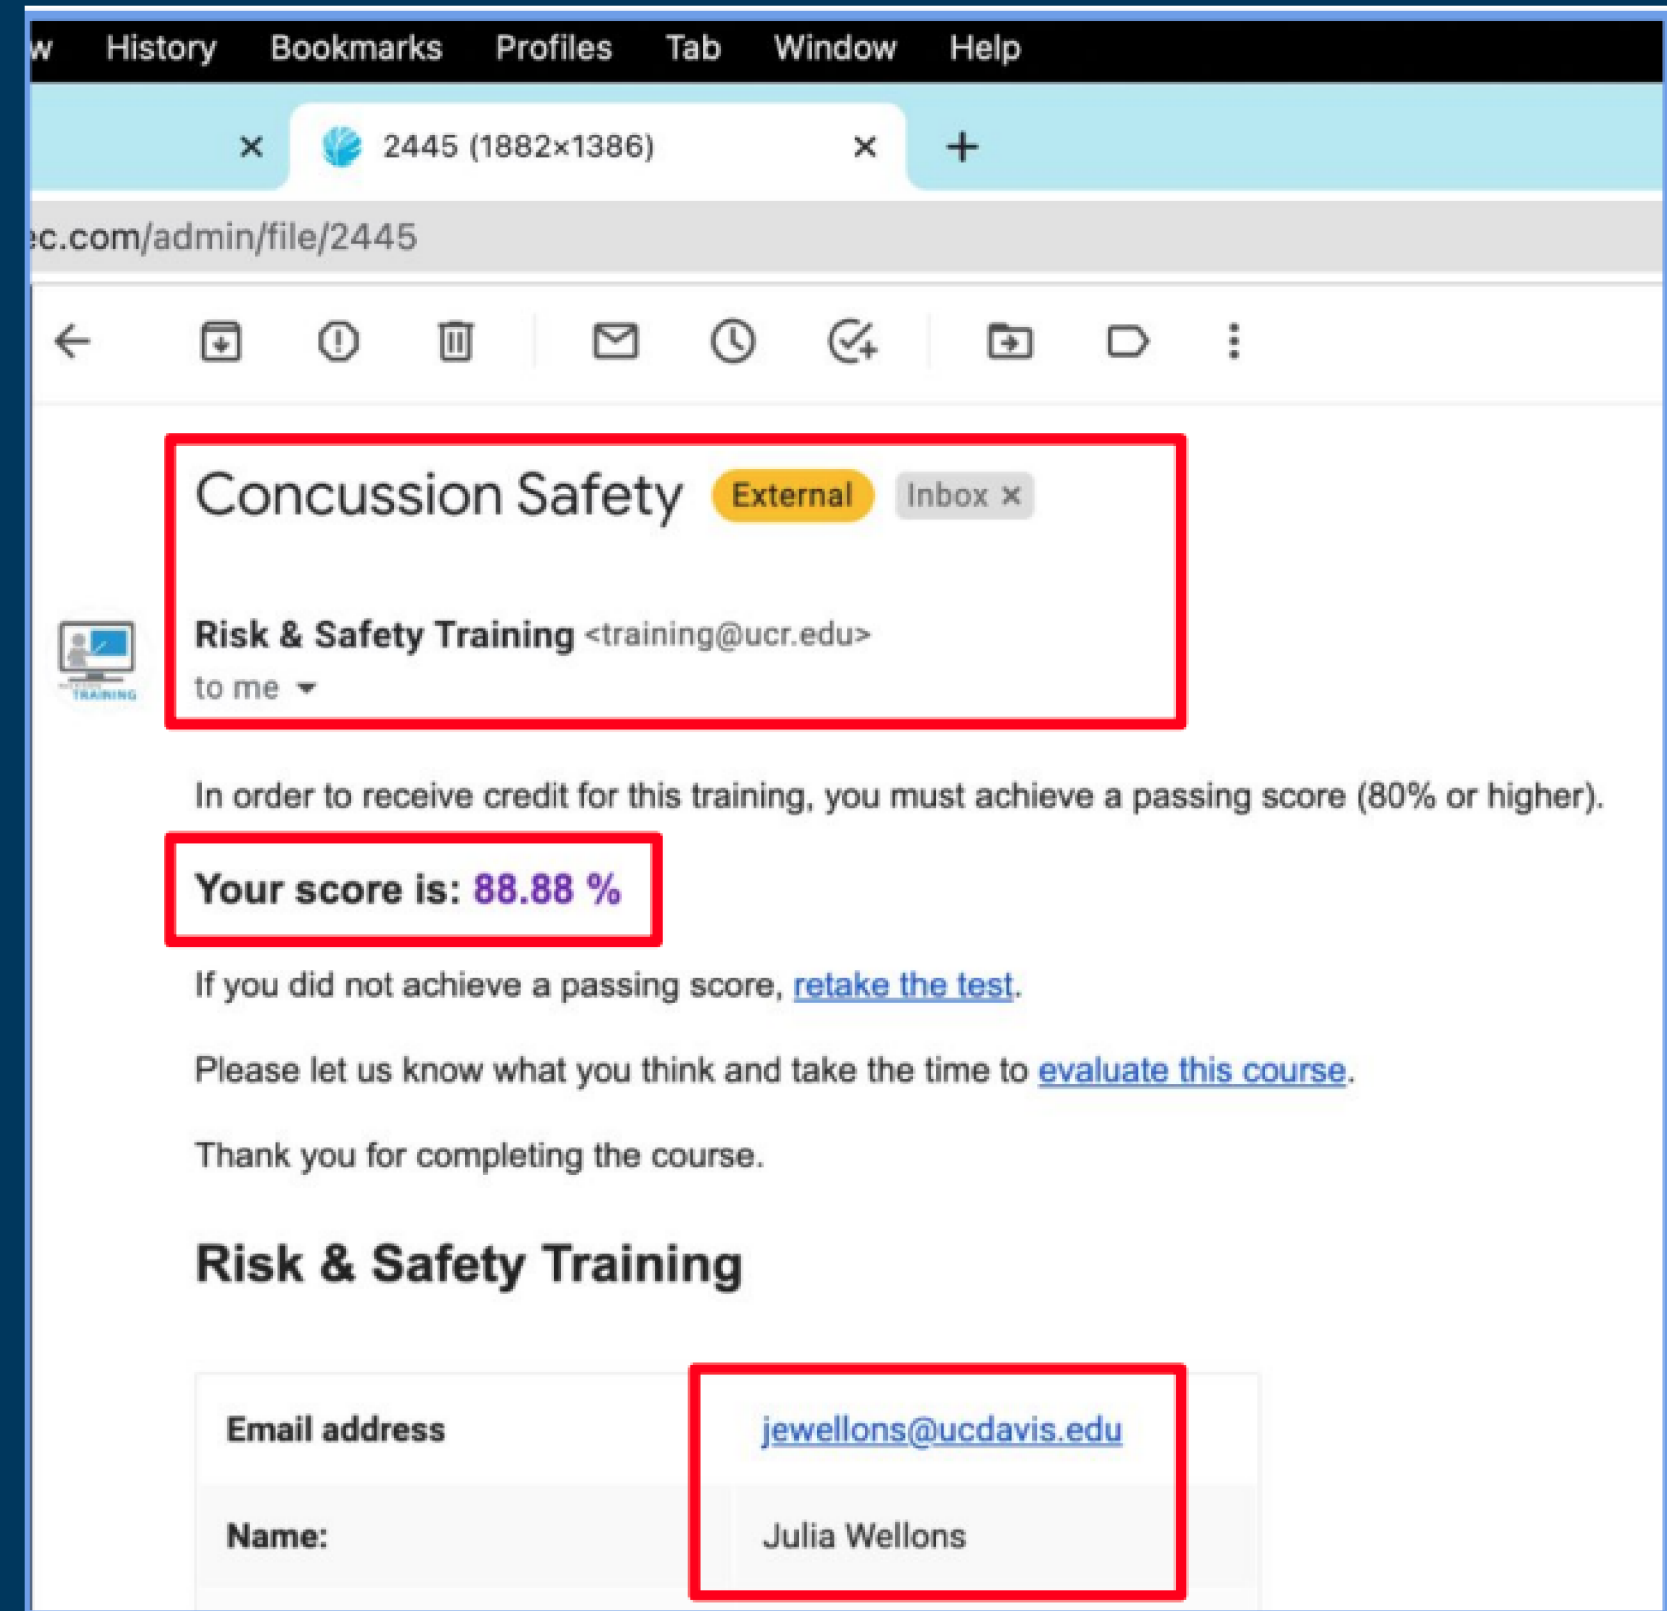 w History Bookmarks Profiles Tab Window Help
2445 (1882×1386)
ec.com/admin/file/2445
Concussion Safety External Inbox ×
Risk & Safety Training <training@ucr.edu>
to me
TRAINING
In order to receive credit for this training, you must achieve a passing score (80% or higher).
Your score is: 88.88 %
If you did not achieve a passing score, retake the test.
Please let us know what you think and take the time to evaluate this course.
Thank you for completing the course.
Risk & Safety Training
Email address jewellons@ucdavis.edu
Name: Julia Wellons